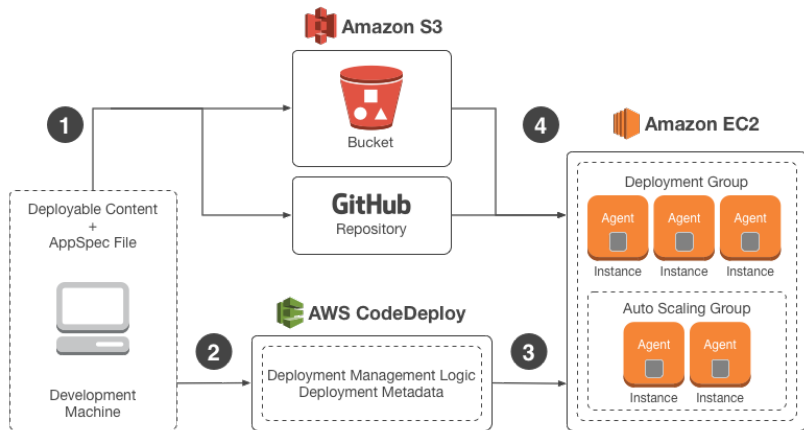 Amazon S3
1
Bucket
4
Amazon EC2
GitHub
Repository
Deployable Content
+
AppSpec File
Development
Machine
2
AWS CodeDeploy
Deployment Management Logic
Deployment Metadata
3
Deployment Group
Agent Agent Agent
Instance Instance Instance
Auto Scaling Group
Agent Agent
Instance Instance